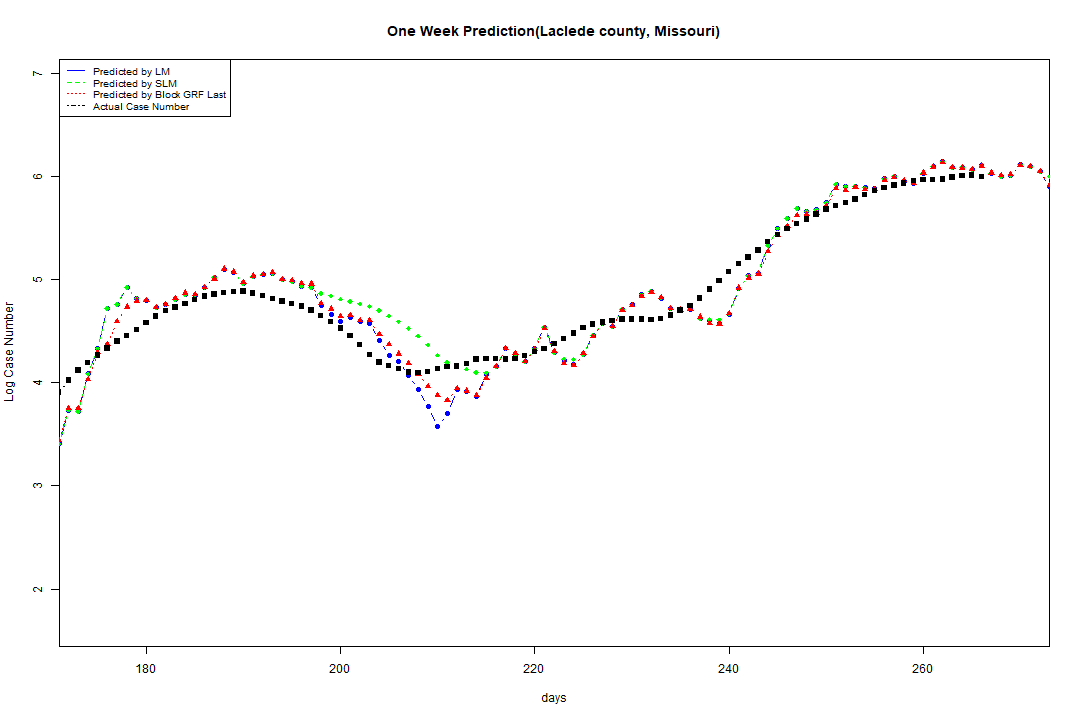 One Week Prediction(Laclede county, Missouri)
Predicted by LM
Predicted by SLM
Predicted by Block GRF Last
Actual Case Number
Log Case Number
7
6
5
4
3
2
180 200 220 240 260
days